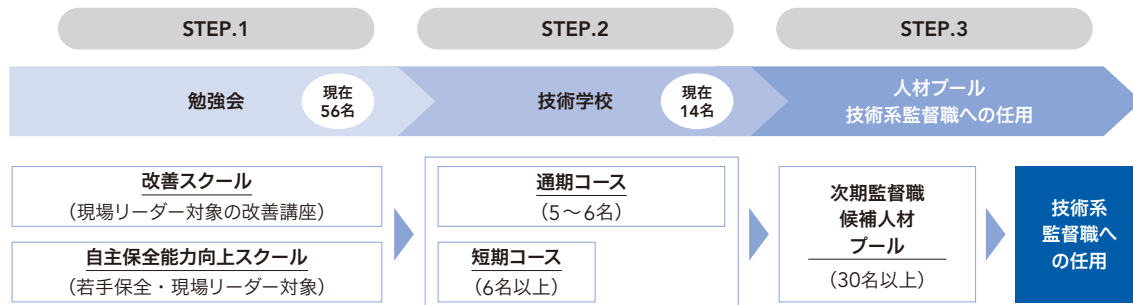 STEP.1
STEP.2
STEP.3
勉強会
現在
56名
技術学校
現在
14名
人材プール
技術系監督職への任用
改善スクール
（現場リーダー対象の改善講座）
自主保全能力向上スクール
（若手保全・現場リーダー対象）
通期コース
（5〜6名）
短期コース
（6名以上）
次期監督職
候補人材
プール
（30名以上）
技術系
監督職へ
の任用